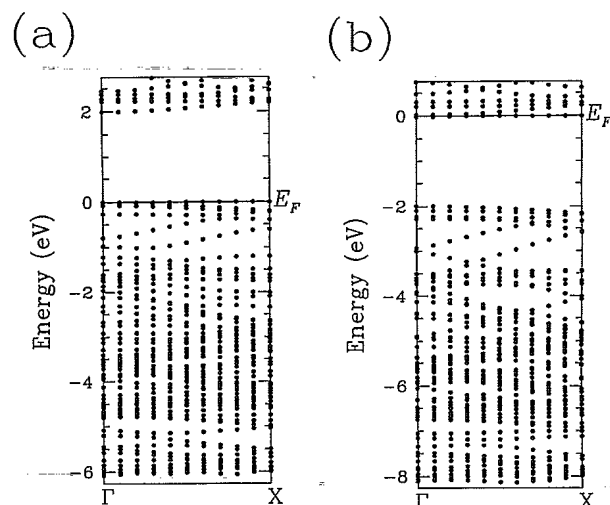 (a)
(b)
2
0
-2
-4
-6
Energy (eV)
E_F
Γ
X
0
-2
-4
-6
-8
Energy (eV)
E_F
Γ
X